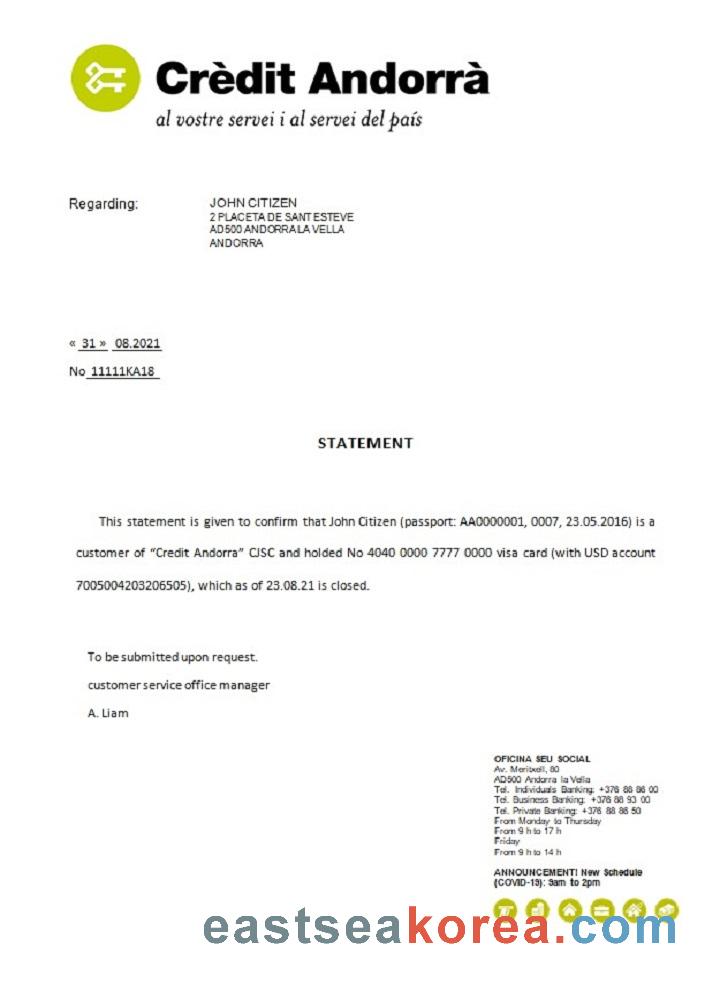 Crèdit Andorrà
al vostre servei i al servei del país
Regarding:
JOHN CITIZEN
2 PLACETA DE SANT ESTEVE
AD500 ANDORRA LA VELLA
ANDORRA
« 31 » 08.2021
No 11111KA18
STATEMENT
This statement is given to confirm that John Citizen (passport: AA0000001, 0007, 23.05.2016) is a
customer of "Credit Andorra" CJSC and holded No 4040 0000 7777 0000 visa card (with USD account
7005004203206505), which as of 23.08.21 is closed.
To be submitted upon request.
customer service office manager
A. Liam
OFICINA SEU SOCIAL
Av. Meritxell, 80
AD500 Andorra la Vella
Tel. Individuals Banking: +376 88 86 00
Tel. Business Banking: +376 88 93 00
Tel. Private Banking: +376 88 86 50
From Monday to Thursday
From 9 h to 17 h
Friday
From 9 h to 14 h
ANNOUNCEMENT! New Schedule
(COVID-19): 9am to 2pm
eastseakorea.com